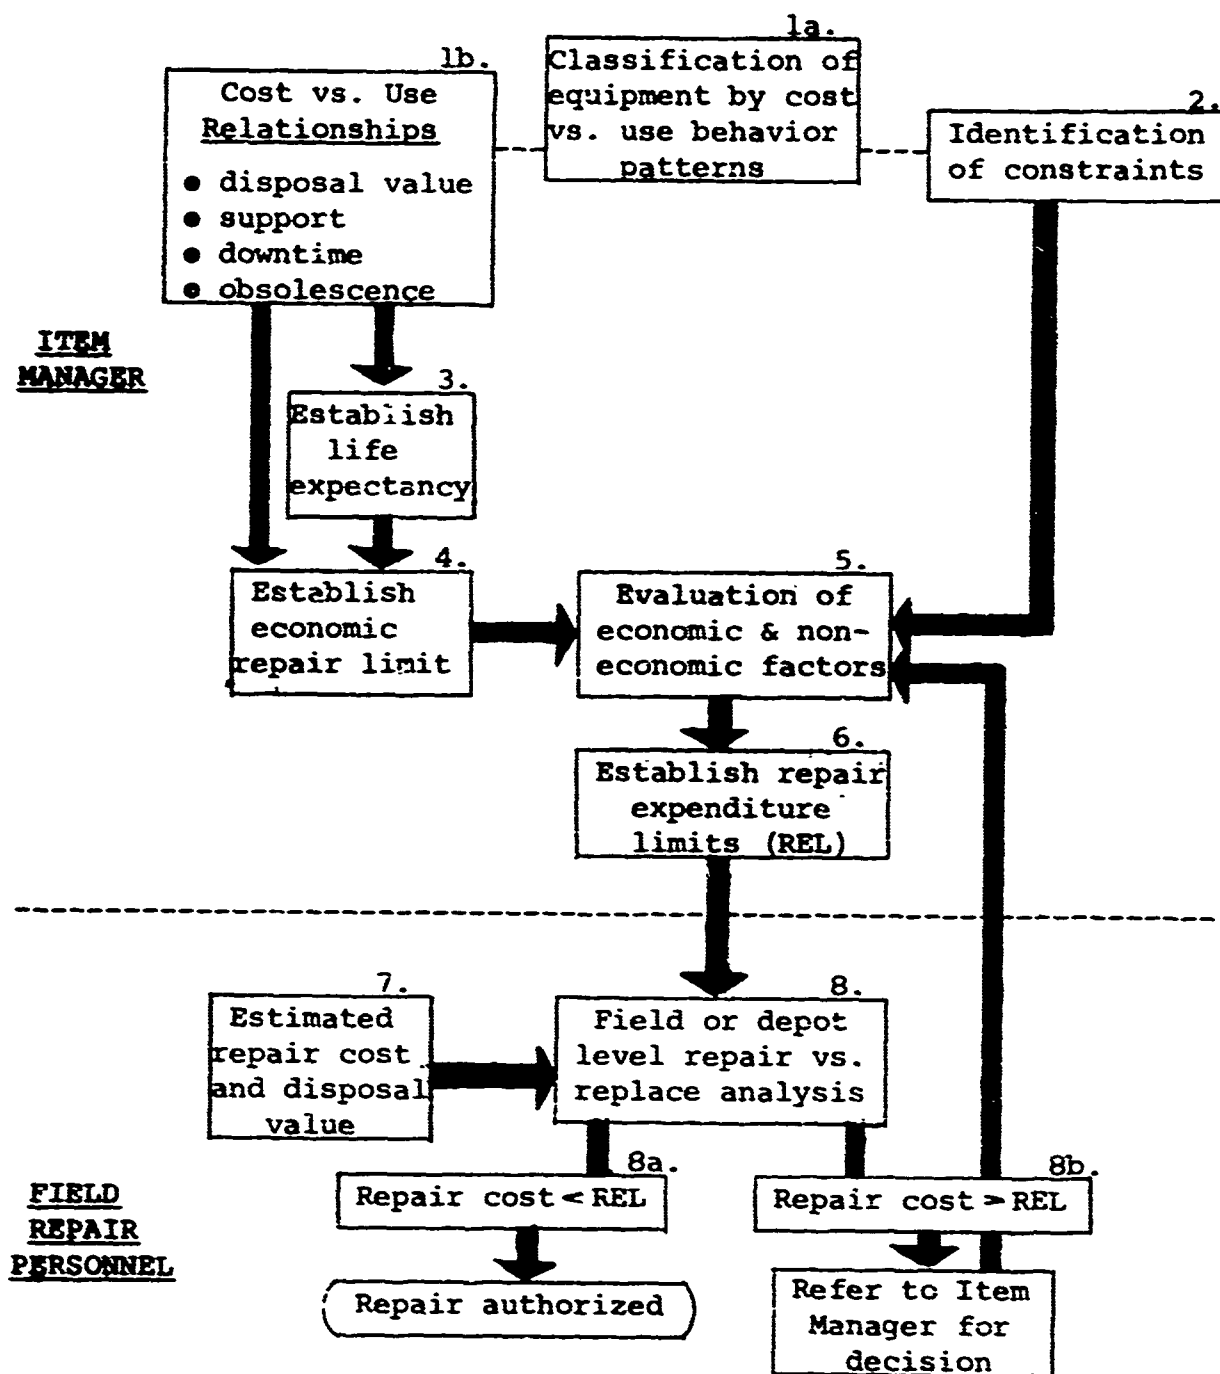 1a.
Classification of
equipment by cost
vs. use behavior
patterns
1b.
Cost vs. Use
Relationships
● disposal value
● support
● downtime
● obsolescence
2.
Identification
of constraints
ITEM
MANAGER
3.
Establish
life
expectancy
4.
Establish
economic
repair limit
5.
Evaluation of
economic & non-
economic factors
6.
Establish repair
expenditure
limits (REL)
7.
Estimated
repair cost
and disposal
value
8.
Field or depot
level repair vs.
replace analysis
FIELD
REPAIR
PERSONNEL
8a.
Repair cost < REL
Repair authorized
8b.
Repair cost > REL
Refer to Item
Manager for
decision